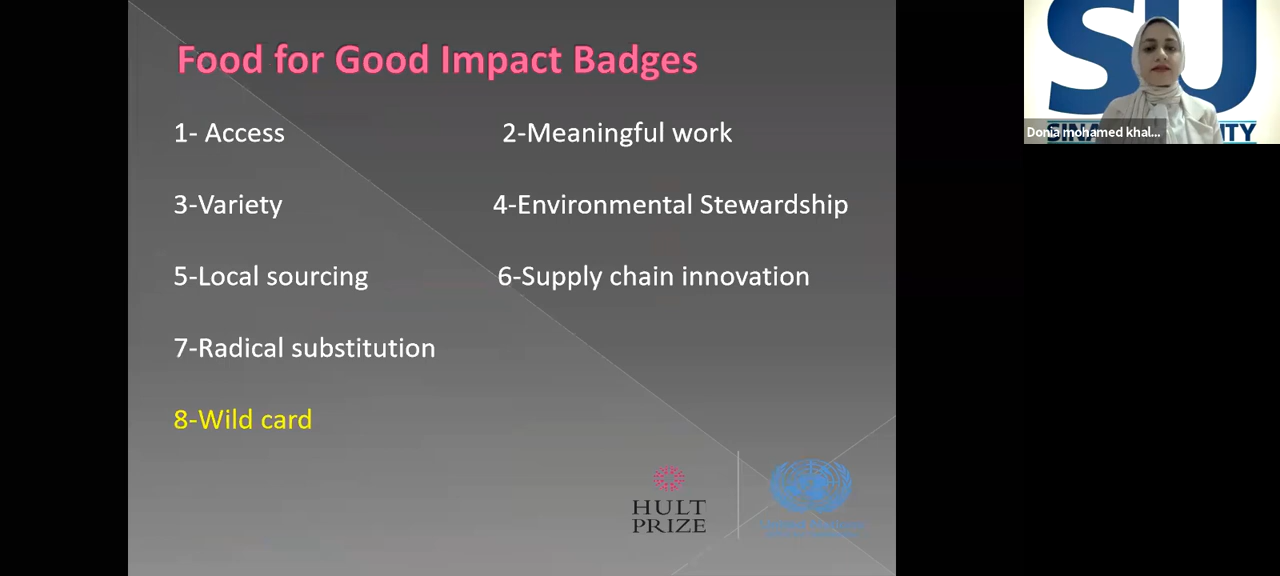 Food for Good Impact Badges
1- Access
2-Meaningful work
3-Variety
4-Environmental Stewardship
5-Local sourcing
6-Supply chain innovation
7-Radical substitution
8-Wild card
HULT
PRIZE
SU
Donia mohamed khal...